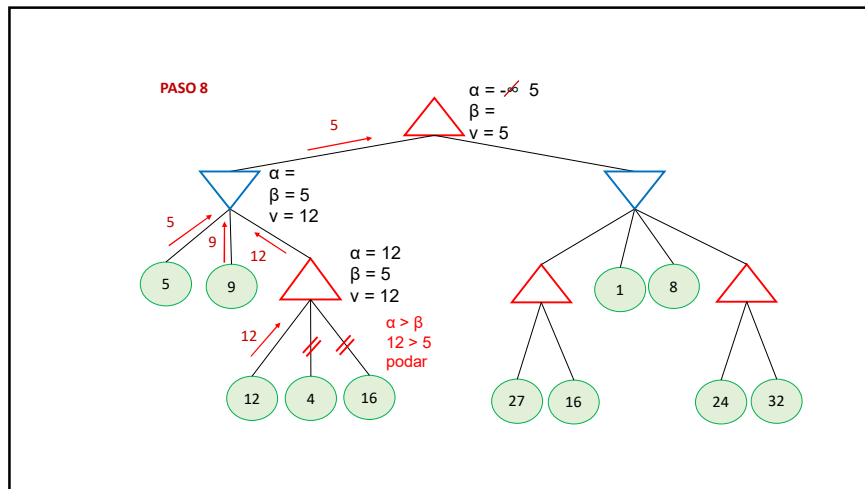 PASO 8
α = -∞ 5
β =
v = 5
5
α =
β = 5
v = 12
5
9
12
5
9
α = 12
β = 5
v = 12
1
8
12
α > β
12 > 5
podar
12
4
16
27
16
24
32